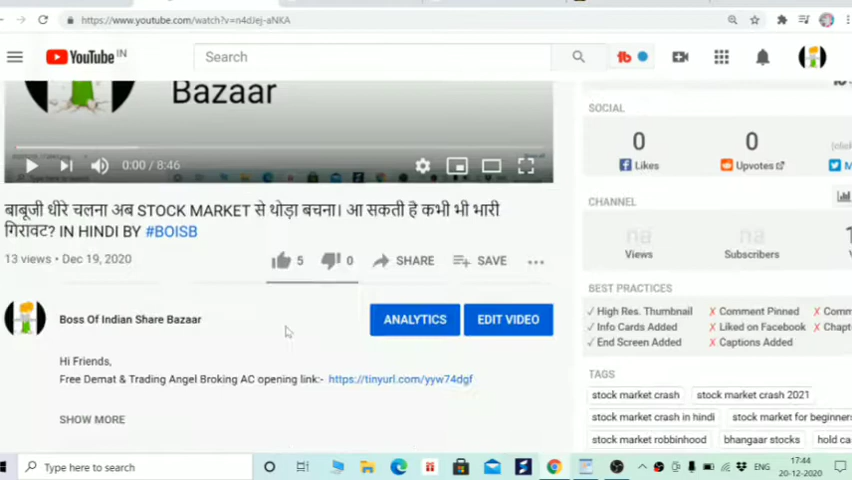 https://www.youtube.com/watch?v=n4dJej-aNKA
YouTube IN
Search
Bazaar
0:00 / 8:46
बाबूजी धीरे चलना अब STOCK MARKET से थोड़ा बचना। आ सकती है कभी भी भारी
गिरावट? IN HINDI BY #BOISB
13 views • Dec 19, 2020
5
0
SHARE
SAVE
Boss Of Indian Share Bazaar
ANALYTICS
EDIT VIDEO
Hi Friends,
Free Demat & Trading Angel Broking AC opening link:- https://tinyurl.com/yyw74dgf
SHOW MORE
SOCIAL
0
0
Likes
Upvotes
CHANNEL
na
na
Views
Subscribers
BEST PRACTICES
✓ High Res. Thumbnail
✗ Comment Pinned
✓ Info Cards Added
✗ Liked on Facebook
✓ End Screen Added
✗ Captions Added
TAGS
stock market crash
stock market crash 2021
stock market crash in hindi
stock market for beginners
stock market robbinhood
bhangaar stocks
hold ca
Type here to search
ENG
17:44
20-12-2020